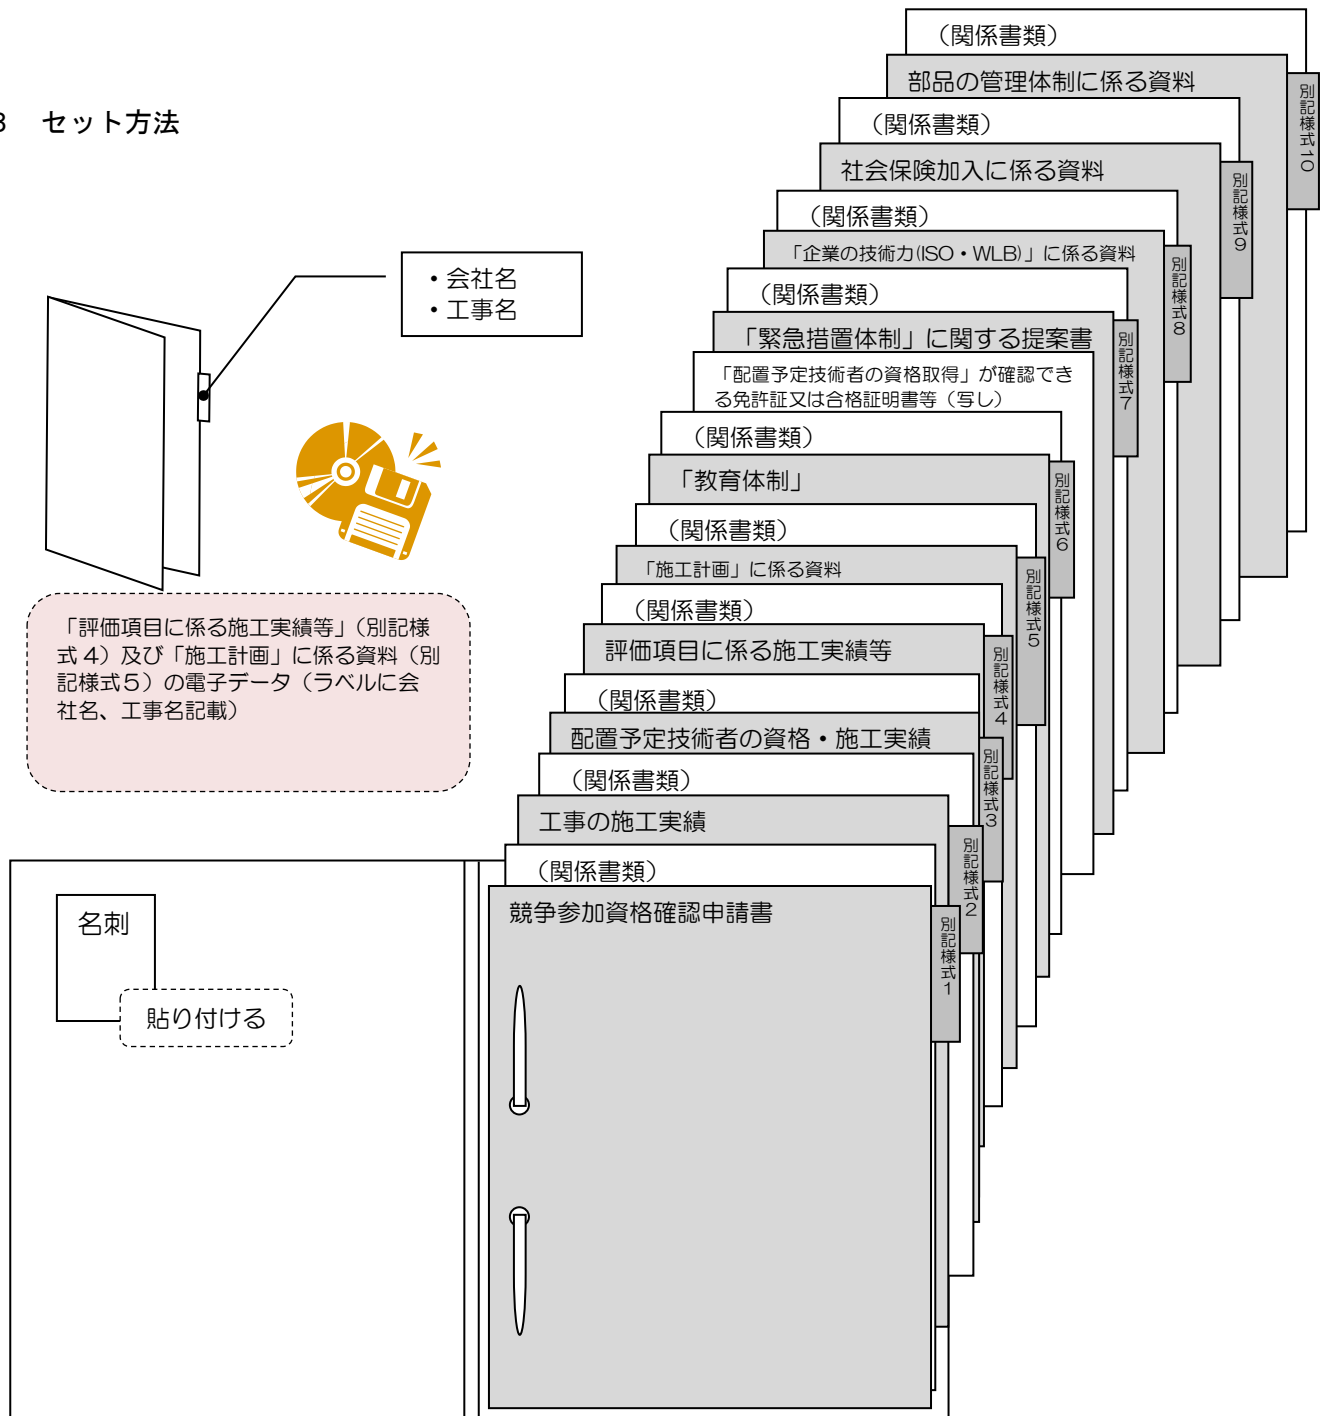 3 セット方法
・会社名
・工事名
「評価項目に係る施工実績等」(別記様
式4)及び「施工計画」に係る資料(別
記様式5)の電子データ(ラベルに会
社名、工事名記載)
(関係書類)
部品の管理体制に係る資料
別記様式10
(関係書類)
社会保険加入に係る資料
別記様式9
(関係書類)
「企業の技術力(ISO・WLB)」に係る資料
別記様式8
(関係書類)
「緊急措置体制」に関する提案書
別記様式7
「配置予定技術者の資格取得」が確認でき
る免許証又は合格証明書等(写し)
(関係書類)
「教育体制」
別記様式6
(関係書類)
「施工計画」に係る資料
別記様式5
(関係書類)
評価項目に係る施工実績等
別記様式4
(関係書類)
配置予定技術者の資格・施工実績
別記様式3
(関係書類)
工事の施工実績
別記様式2
(関係書類)
競争参加資格確認申請書
別記様式1
名刺
貼り付ける